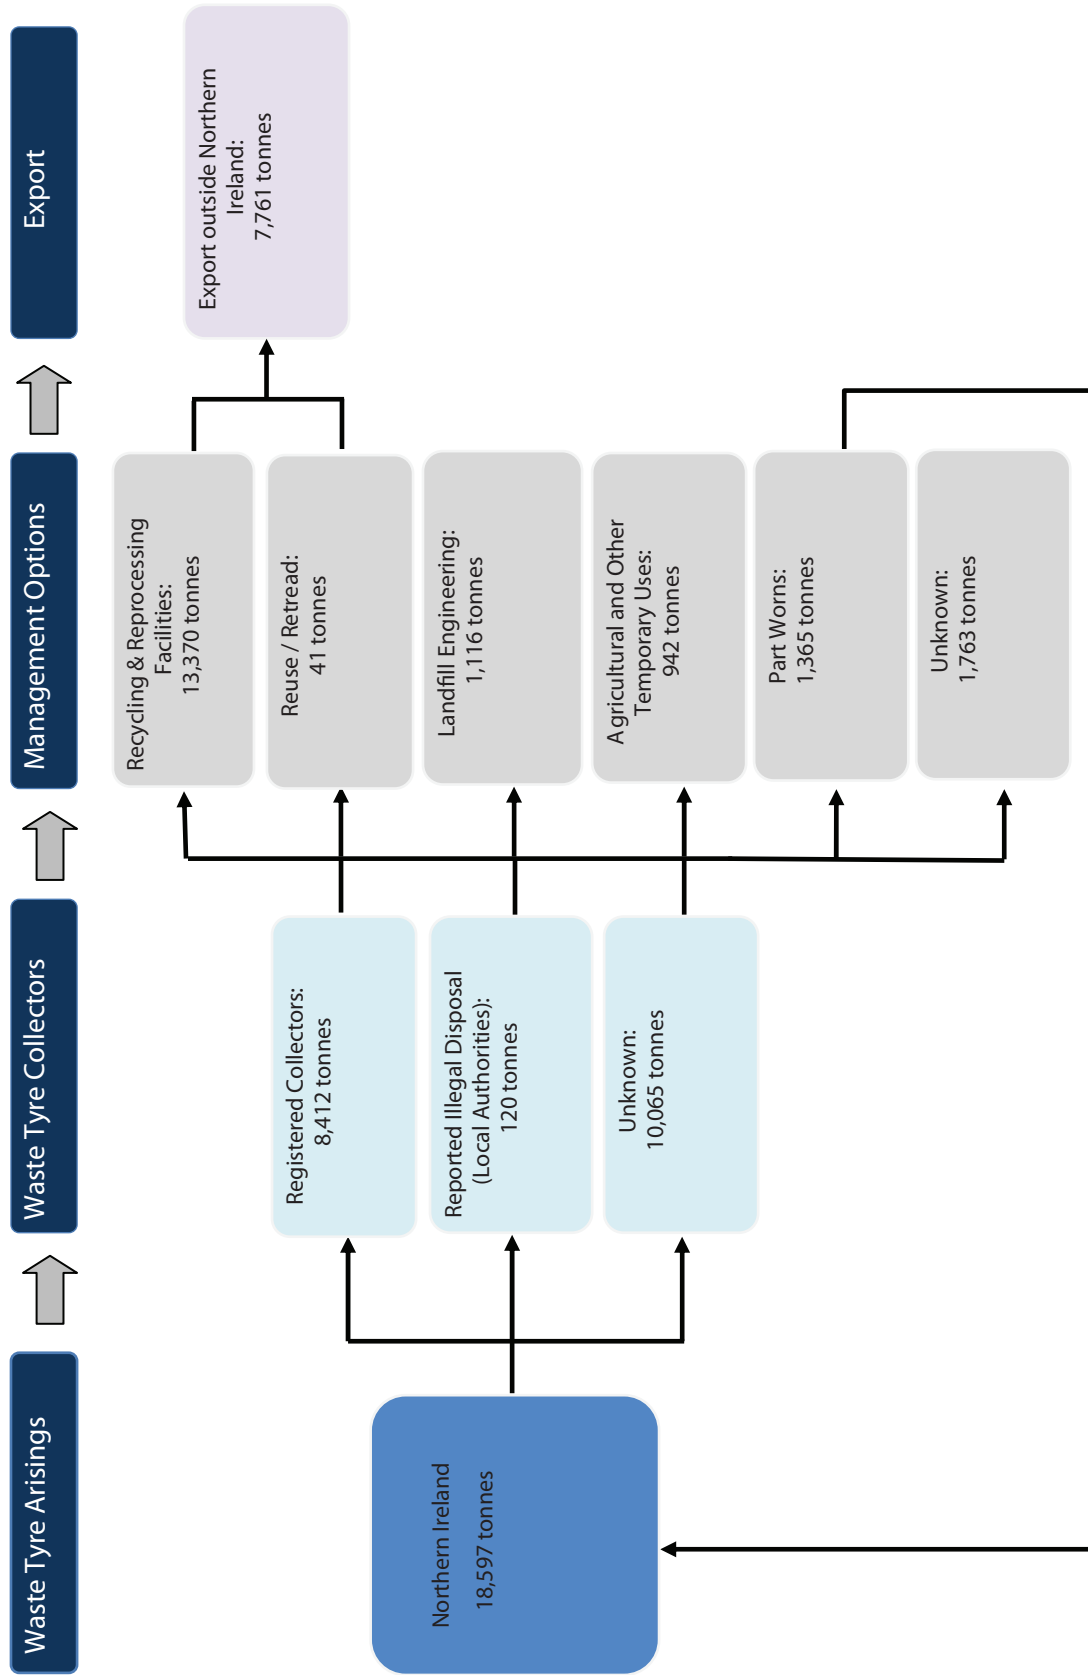 Waste Tyre Arisings
Waste Tyre Collectors
Management Options
Export
Northern Ireland
18,597 tonnes
Registered Collectors:
8,412 tonnes
Reported Illegal Disposal
(Local Authorities):
120 tonnes
Unknown:
10,065 tonnes
Recycling & Reprocessing
Facilities:
13,370 tonnes
Reuse / Retread:
41 tonnes
Landfill Engineering:
1,116 tonnes
Agricultural and Other
Temporary Uses:
942 tonnes
Part Worns:
1,365 tonnes
Unknown:
1,763 tonnes
Export outside Northern
Ireland:
7,761 tonnes